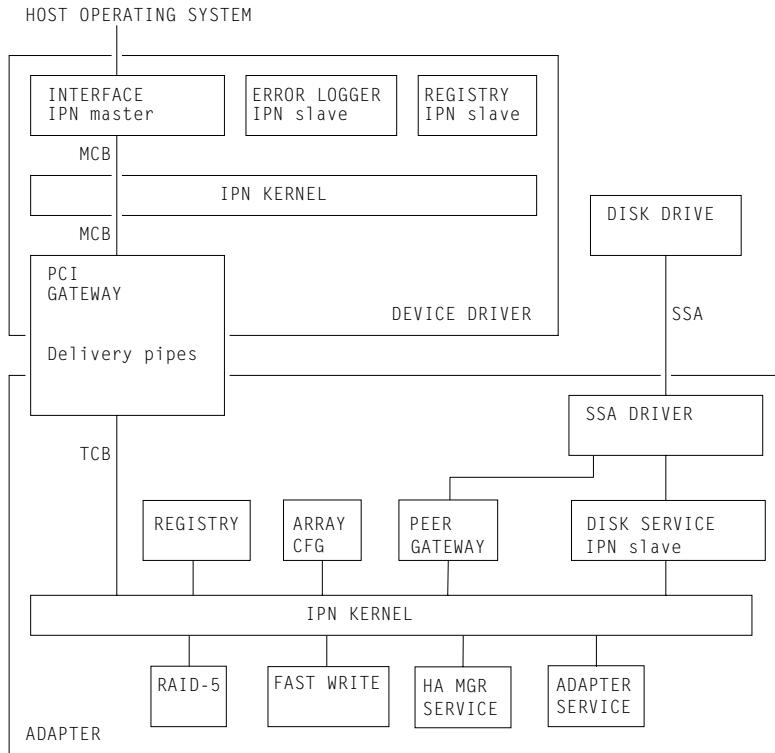 HOST OPERATING SYSTEM
INTERFACE
IPN master
ERROR LOGGER
IPN slave
REGISTRY
IPN slave
MCB
IPN KERNEL
MCB
DISK DRIVE
PCI
GATEWAY
DEVICE DRIVER
SSA
Delivery pipes
SSA DRIVER
TCB
REGISTRY
ARRAY
CFG
PEER
GATEWAY
DISK SERVICE
IPN slave
IPN KERNEL
RAID-5
FAST WRITE
HA MGR
SERVICE
ADAPTER
SERVICE
ADAPTER